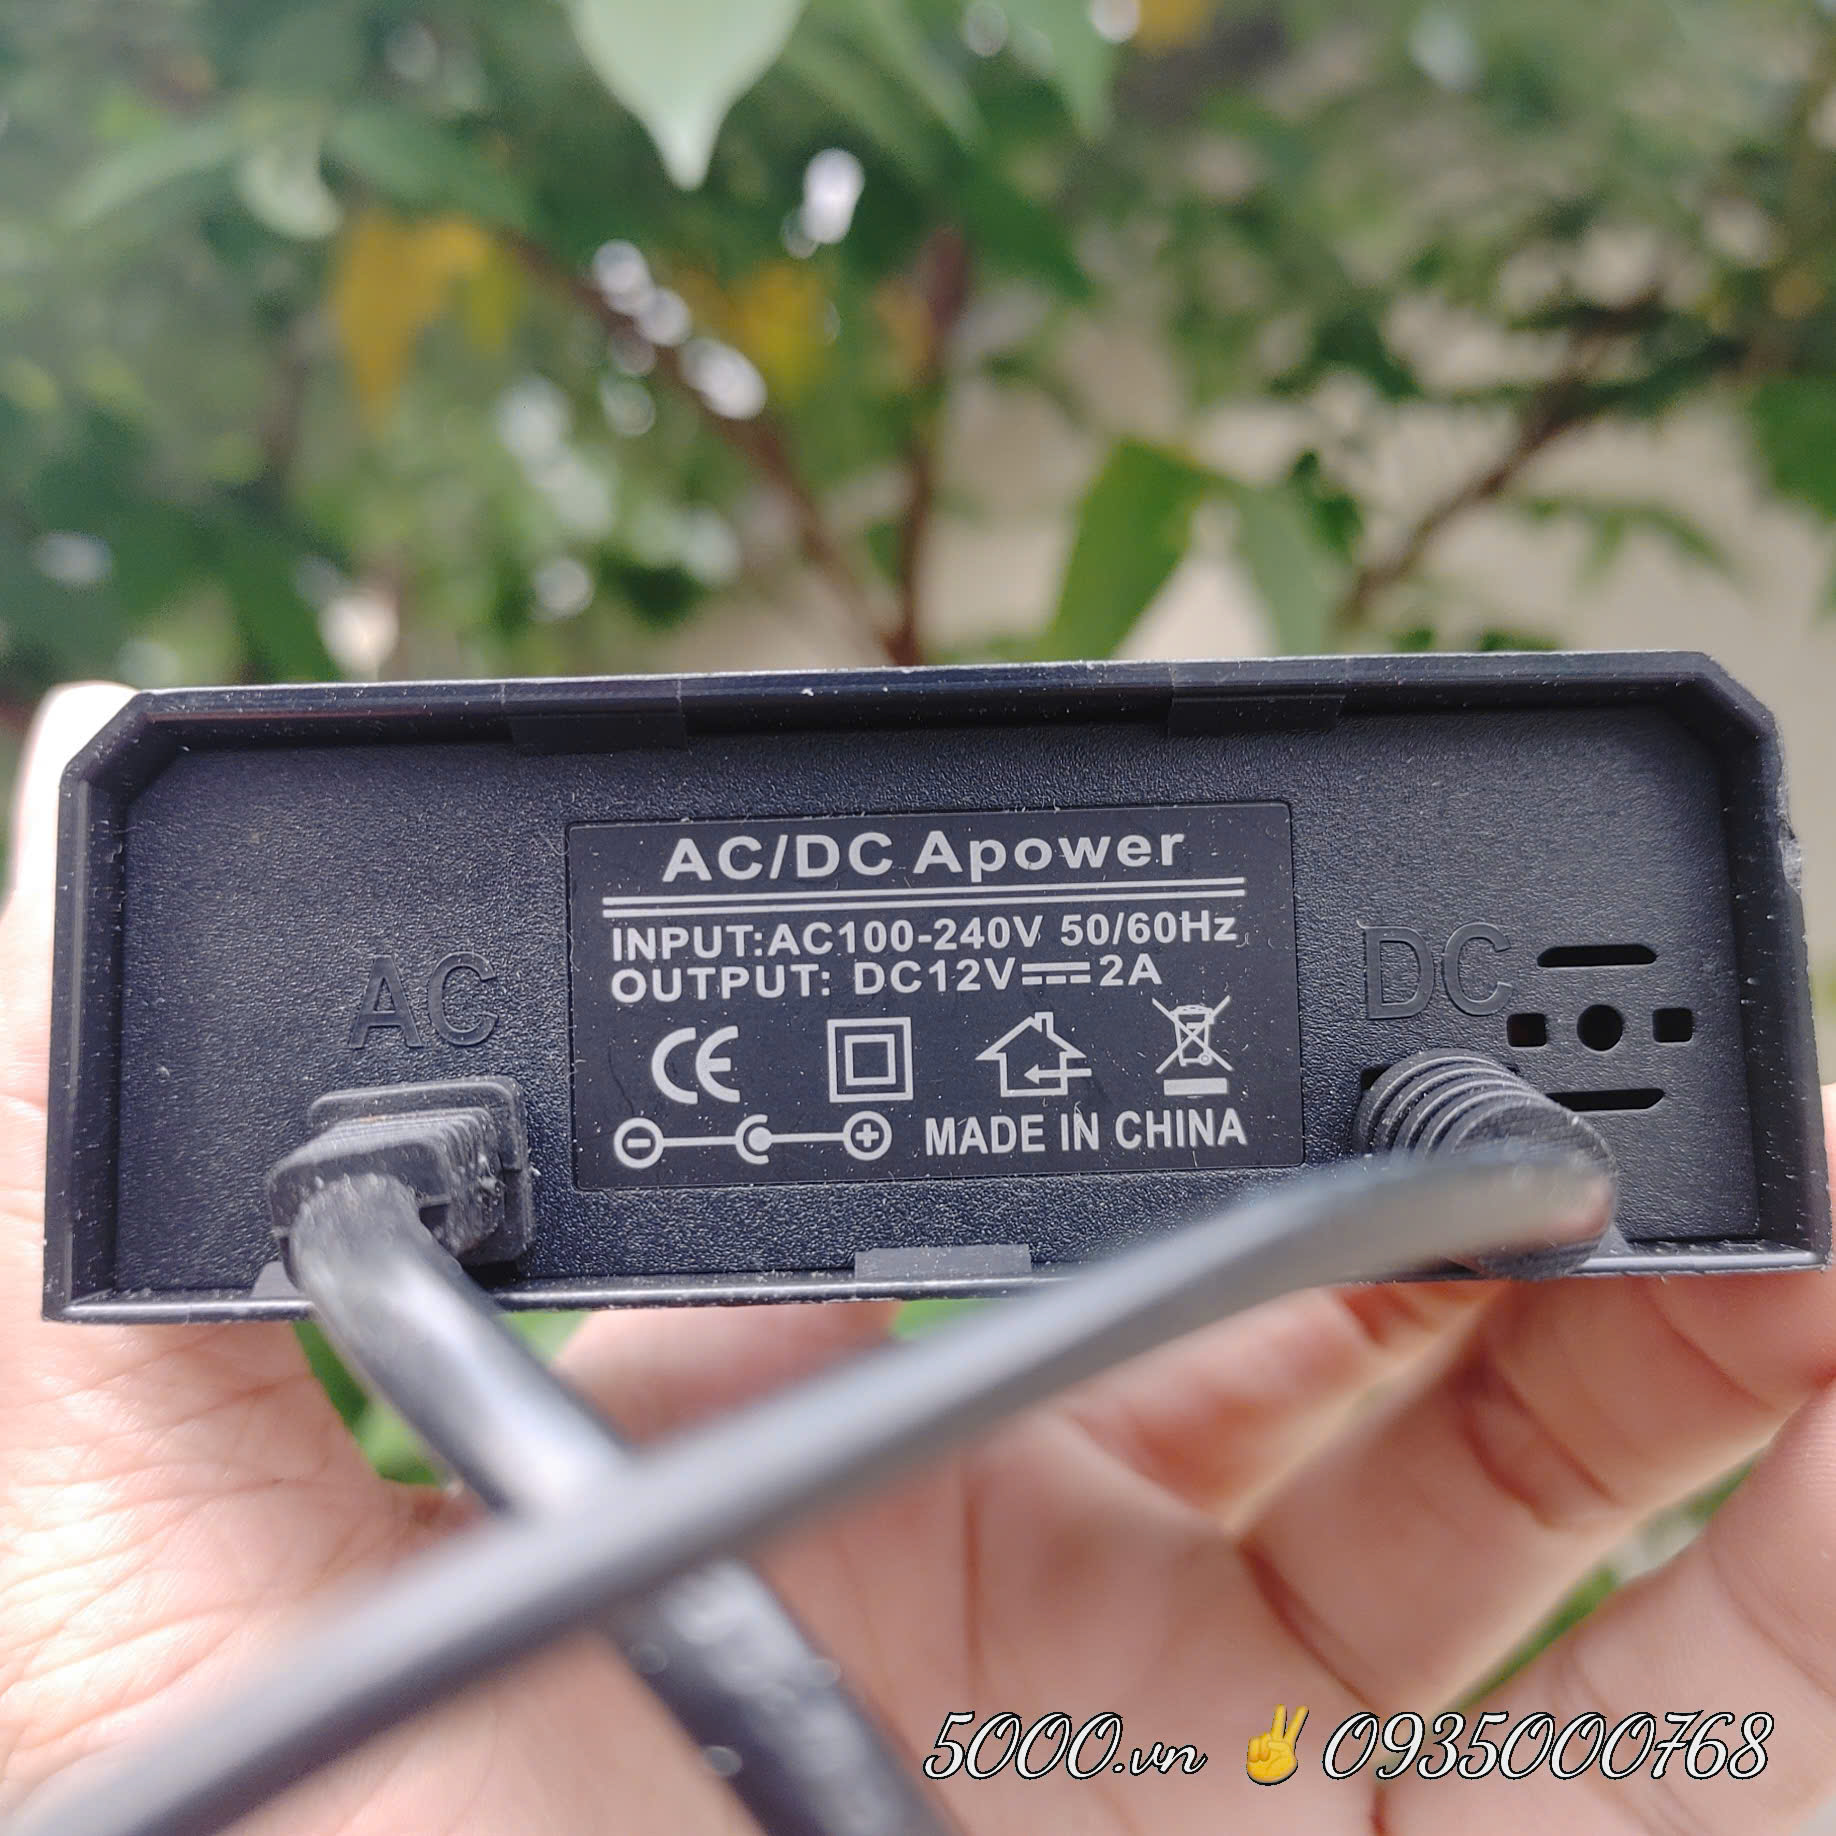 AC/DC Apower
INPUT:AC100-240V 50/60Hz
OUTPUT: DC12V⎓2A
AC
DC
CE
MADE IN CHINA
5000.vn ✌ 0935000768